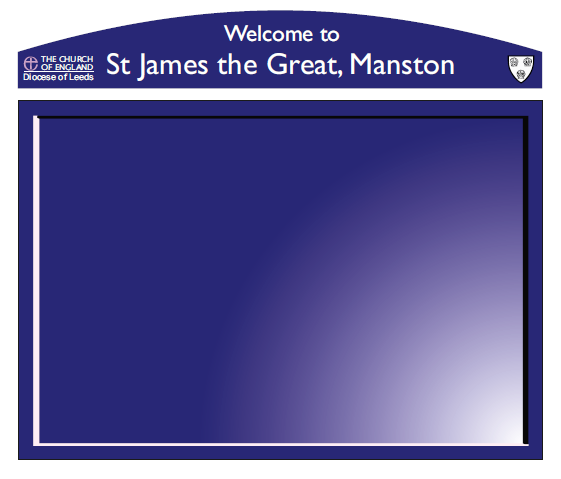 Welcome to
St James the Great, Manston
THE CHURCH
OF ENGLAND
Diocese of Leeds